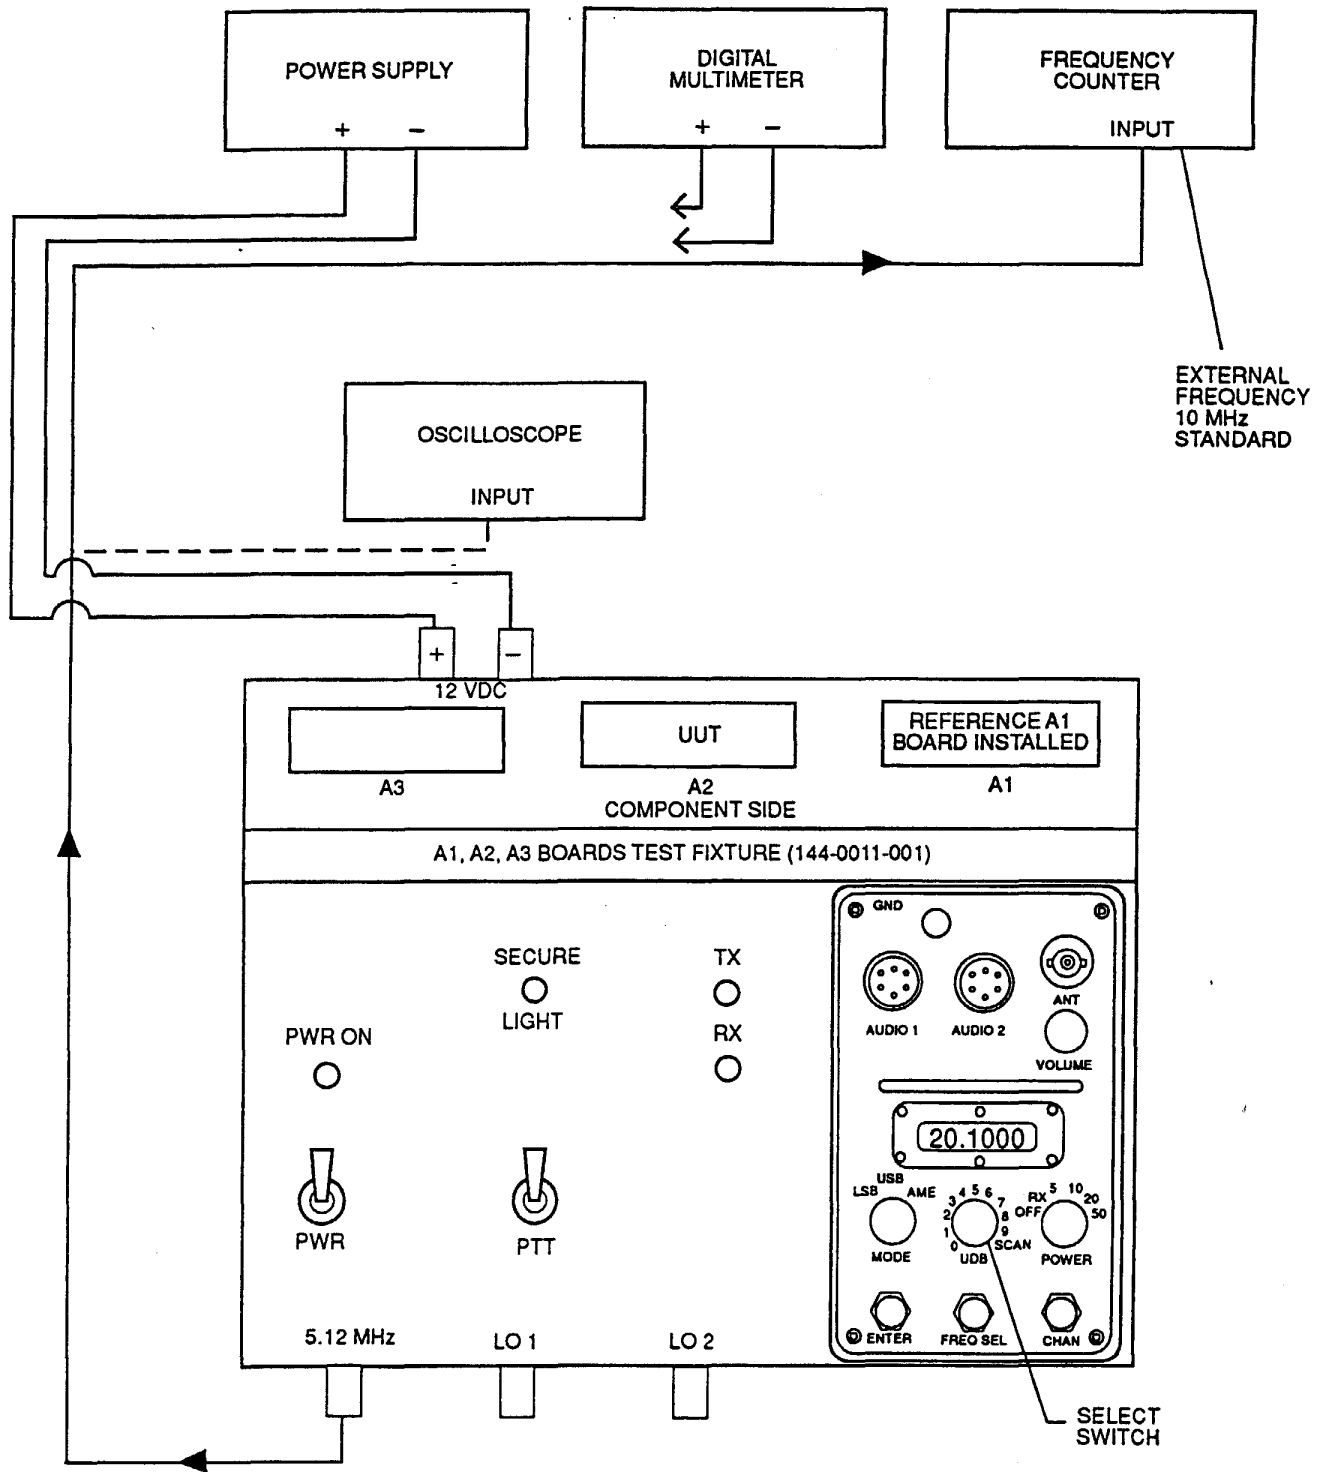 POWER SUPPLY
+ −
DIGITAL
MULTIMETER
+ −
FREQUENCY
COUNTER
INPUT
EXTERNAL
FREQUENCY
10 MHz
STANDARD
OSCILLOSCOPE
INPUT
+ −
12 VDC
UUT
REFERENCE A1
BOARD INSTALLED
A3
A2
A1
COMPONENT SIDE
A1, A2, A3 BOARDS TEST FIXTURE (144-0011-001)
SECURE
LIGHT
TX
RX
PWR ON
PWR
PTT
5.12 MHz
LO 1
LO 2
GND
ANT
AUDIO 1
AUDIO 2
VOLUME
20.1000
LSB
USB
AME
MODE
0 1 2 3 4 5 6 7 8 9
SCAN
UDB
OFF
RX
5 10 20 50
POWER
ENTER
FREQ SEL
CHAN
SELECT
SWITCH